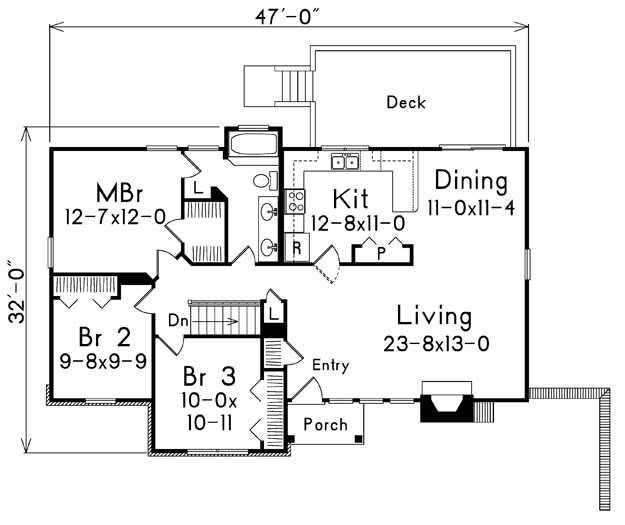 47'-0"
Deck
MBr
12-7x12-0
L
Kit
12-8x11-0
Dining
11-0x11-4
R
P
32'-0"
Dn
L
Living
23-8x13-0
Br 2
9-8x9-9
Br 3
10-0x
10-11
Entry
Porch